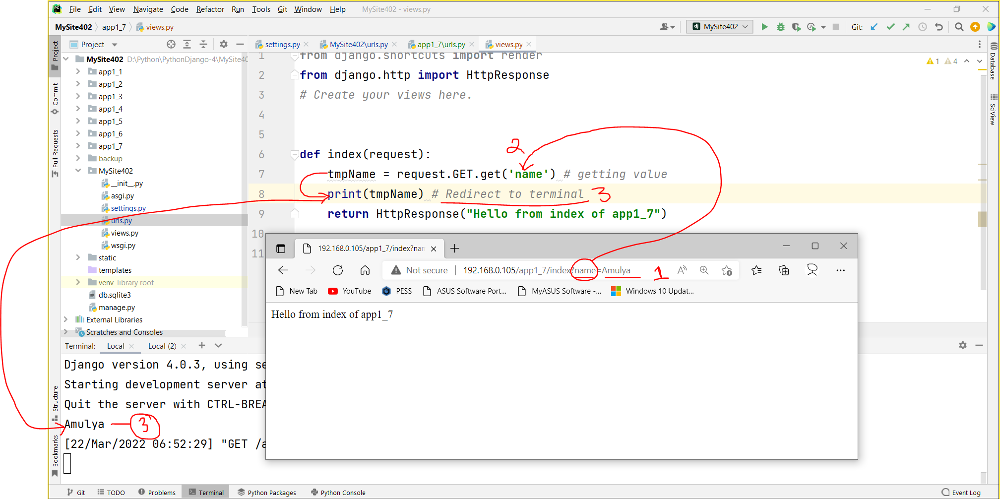 File Edit View Navigate Code Refactor Run Tools Git Window Help MySite402 - views.py
MySite402 app1_7 views.py
MySite402
Git:
Project
settings.py MySite402\urls.py app1_7\urls.py views.py
Project
Commit
Pull Requests
Structure
Bookmarks
MySite402 D:\Python\PythonDjango-4\MySite40
app1_1
app1_2
app1_3
app1_4
app1_5
app1_6
app1_7
backup
MySite402
__init__.py
asgi.py
settings.py
urls.py
views.py
wsgi.py
static
templates
venv library root
db.sqlite3
manage.py
External Libraries
Scratches and Consoles
1 from django.shortcuts import render
2 from django.http import HttpResponse
3 # Create your views here.
4
5
6 def index(request):
7 tmpName = request.GET.get('name') # getting value
8 print(tmpName) # Redirect to terminal
9 return HttpResponse("Hello from index of app1_7")
10
11
2
3
1 4
Database
SciView
192.168.0.105/app1_7/index?nam
Not secure 192.168.0.105/app1_7/index?name=Amulya
1
New Tab YouTube PESS ASUS Software Port... MyASUS Software -... Windows 10 Updat...
Hello from index of app1_7
Terminal: Local Local (2)
Django version 4.0.3, using se
Starting development server at
Quit the server with CTRL-BREA
Amulya 3
[22/Mar/2022 06:52:29] "GET /a
Git TODO Problems Terminal Python Packages Python Console Event Log